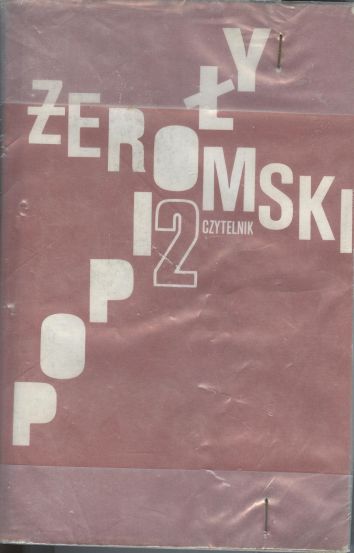 ŻEROMSKI
POPIOŁY
2
CZYTELNIK